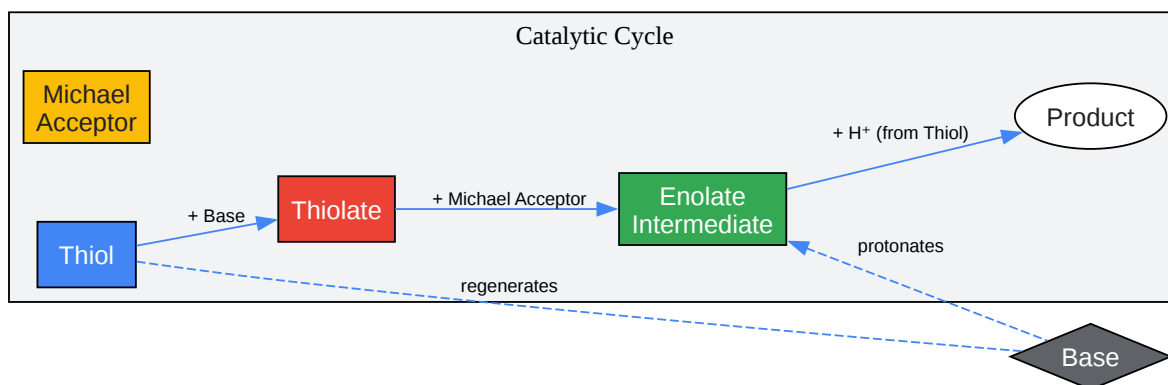 Catalytic Cycle
Michael
Acceptor
Product
+ H⁺ (from Thiol)
Enolate
Intermediate
+ Michael Acceptor
Thiolate
+ Base
Thiol
protonates
regenerates
Base